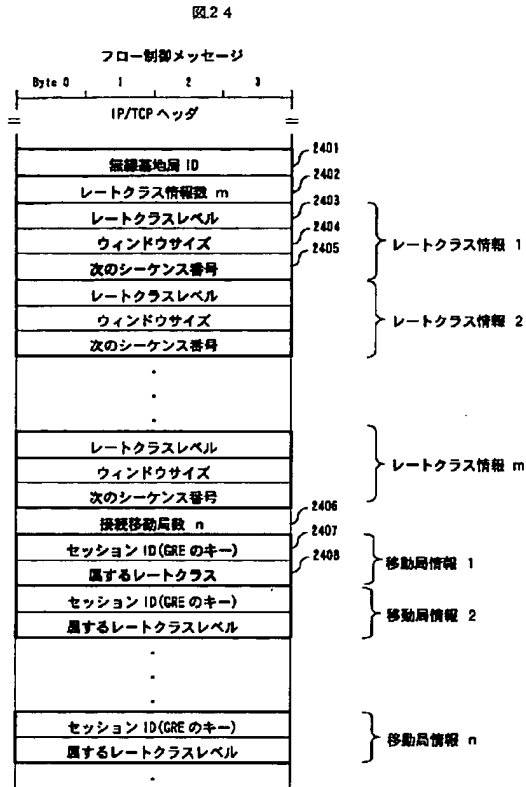 図24
フロー制御メッセージ
Byte 0 1 2 3
IP/TCP ヘッダ
無線基地局 ID 2401
レートクラス情報数 m 2402
レートクラスレベル 2403
ウィンドウサイズ 2404
次のシーケンス番号 2405
レートクラス情報 1
レートクラスレベル
ウィンドウサイズ
次のシーケンス番号
レートクラス情報 2
レートクラスレベル
ウィンドウサイズ
次のシーケンス番号
レートクラス情報 m
接続移動局数 n 2406
セッション ID(GRE のキー) 2407
属するレートクラス 2408
移動局情報 1
セッション ID(GRE のキー)
属するレートクラスレベル
移動局情報 2
セッション ID(GRE のキー)
属するレートクラスレベル
移動局情報 n